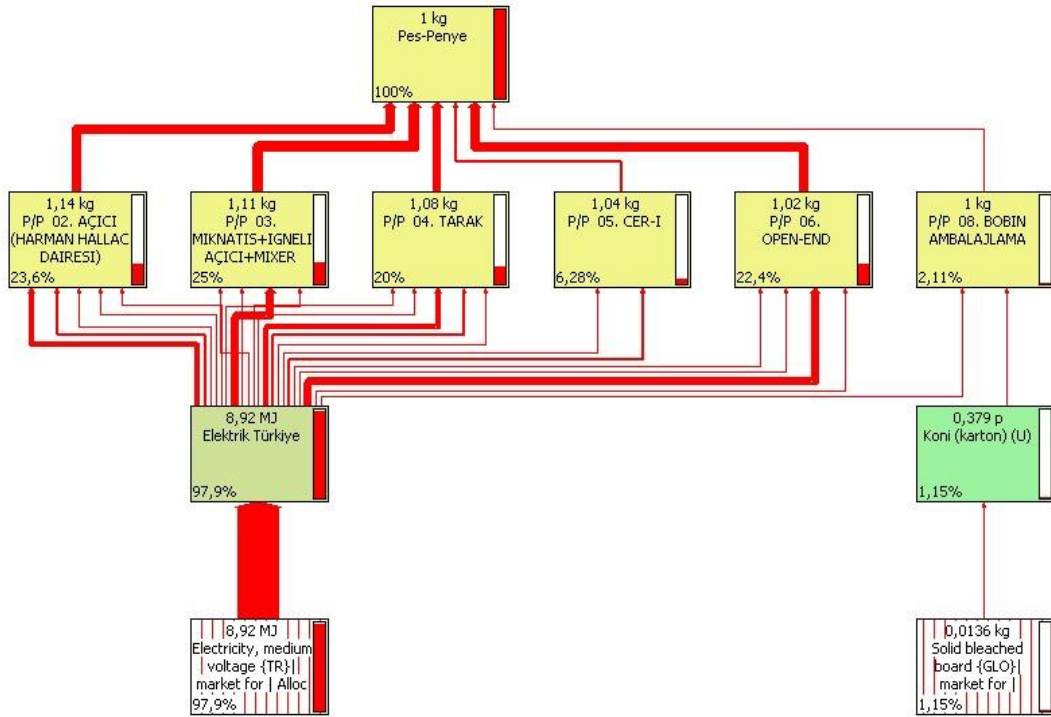 1 kg
Pes-Penye
100%
1,14 kg
P/P 02. AÇICI
(HARMAN HALLAC
DAIRESI)
23,6%
1,11 kg
P/P 03.
MIKNATIS+IGNELI
AÇICI+MIXER
25%
1,08 kg
P/P 04. TARAK
20%
1,04 kg
P/P 05. CER-I
6,28%
1,02 kg
P/P 06.
OPEN-END
22,4%
1 kg
P/P 08. BOBIN
AMBALAJLAMA
2,11%
8,92 MJ
Elektrik Türkiye
97,9%
0,379 p
Koni (karton) (U)
1,15%
8,92 MJ
Electricity, medium
voltage {TR}|
market for | Alloc
97,9%
0,0136 kg
Solid bleached
board {GLO}|
market for |
1,15%